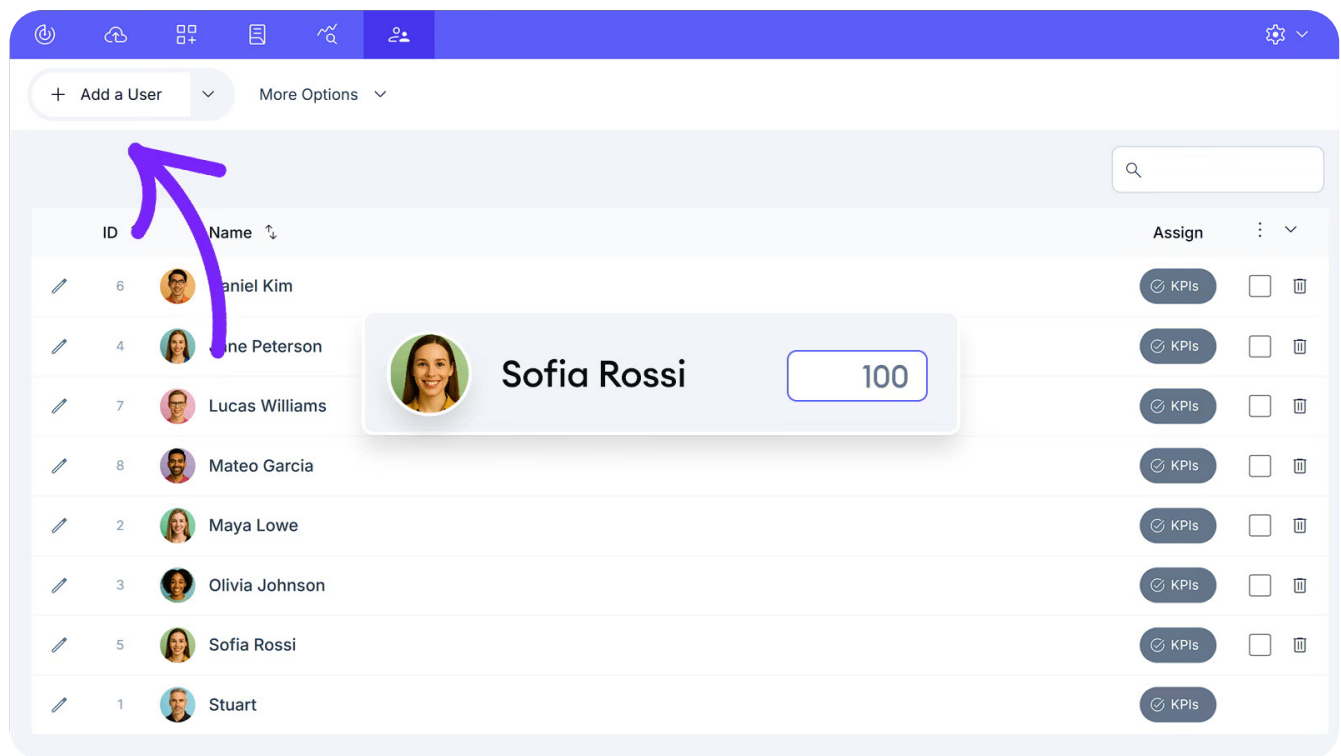 Add a User
More Options
ID Name Assign
6 Daniel Kim KPIs
4 Jane Peterson KPIs
Sofia Rossi 100
7 Lucas Williams KPIs
8 Mateo Garcia KPIs
2 Maya Lowe KPIs
3 Olivia Johnson KPIs
5 Sofia Rossi KPIs
1 Stuart KPIs